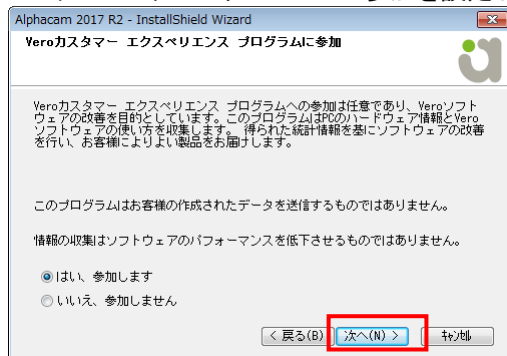 Alphacam 2017 R2 - InstallShield Wizard
Veroカスタマー エクスペリエンス プログラムに参加
Veroカスタマー エクスペリエンス プログラムへの参加は任意であり、Veroソフト
ウェアの改善を目的としています。このプログラムはPCのハードウェア情報とVero
ソフトウェアの使い方を収集します。 得られた統計情報を基にソフトウェアの改善
を行い、お客様によりよい製品をお届けします。
このプログラムはお客様の作成されたデータを送信するものではありません。
情報の収集はソフトウェアのパフォーマンスを低下させるものではありません。
はい、参加します
いいえ、参加しません
< 戻る(B)
次へ(N) >
キャンセル